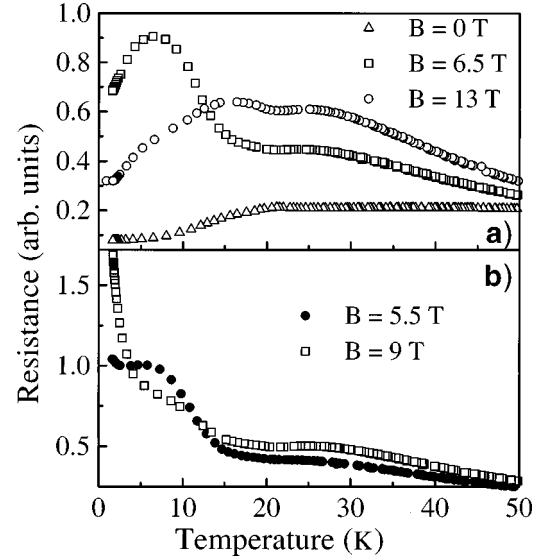 1.0
0.8
0.6
0.4
0.2
B = 0 T
B = 6.5 T
B = 13 T
a)
Resistance (arb. units)
1.5
1.0
0.5
b)
B = 5.5 T
B = 9 T
0 10 20 30 40 50
Temperature (K)